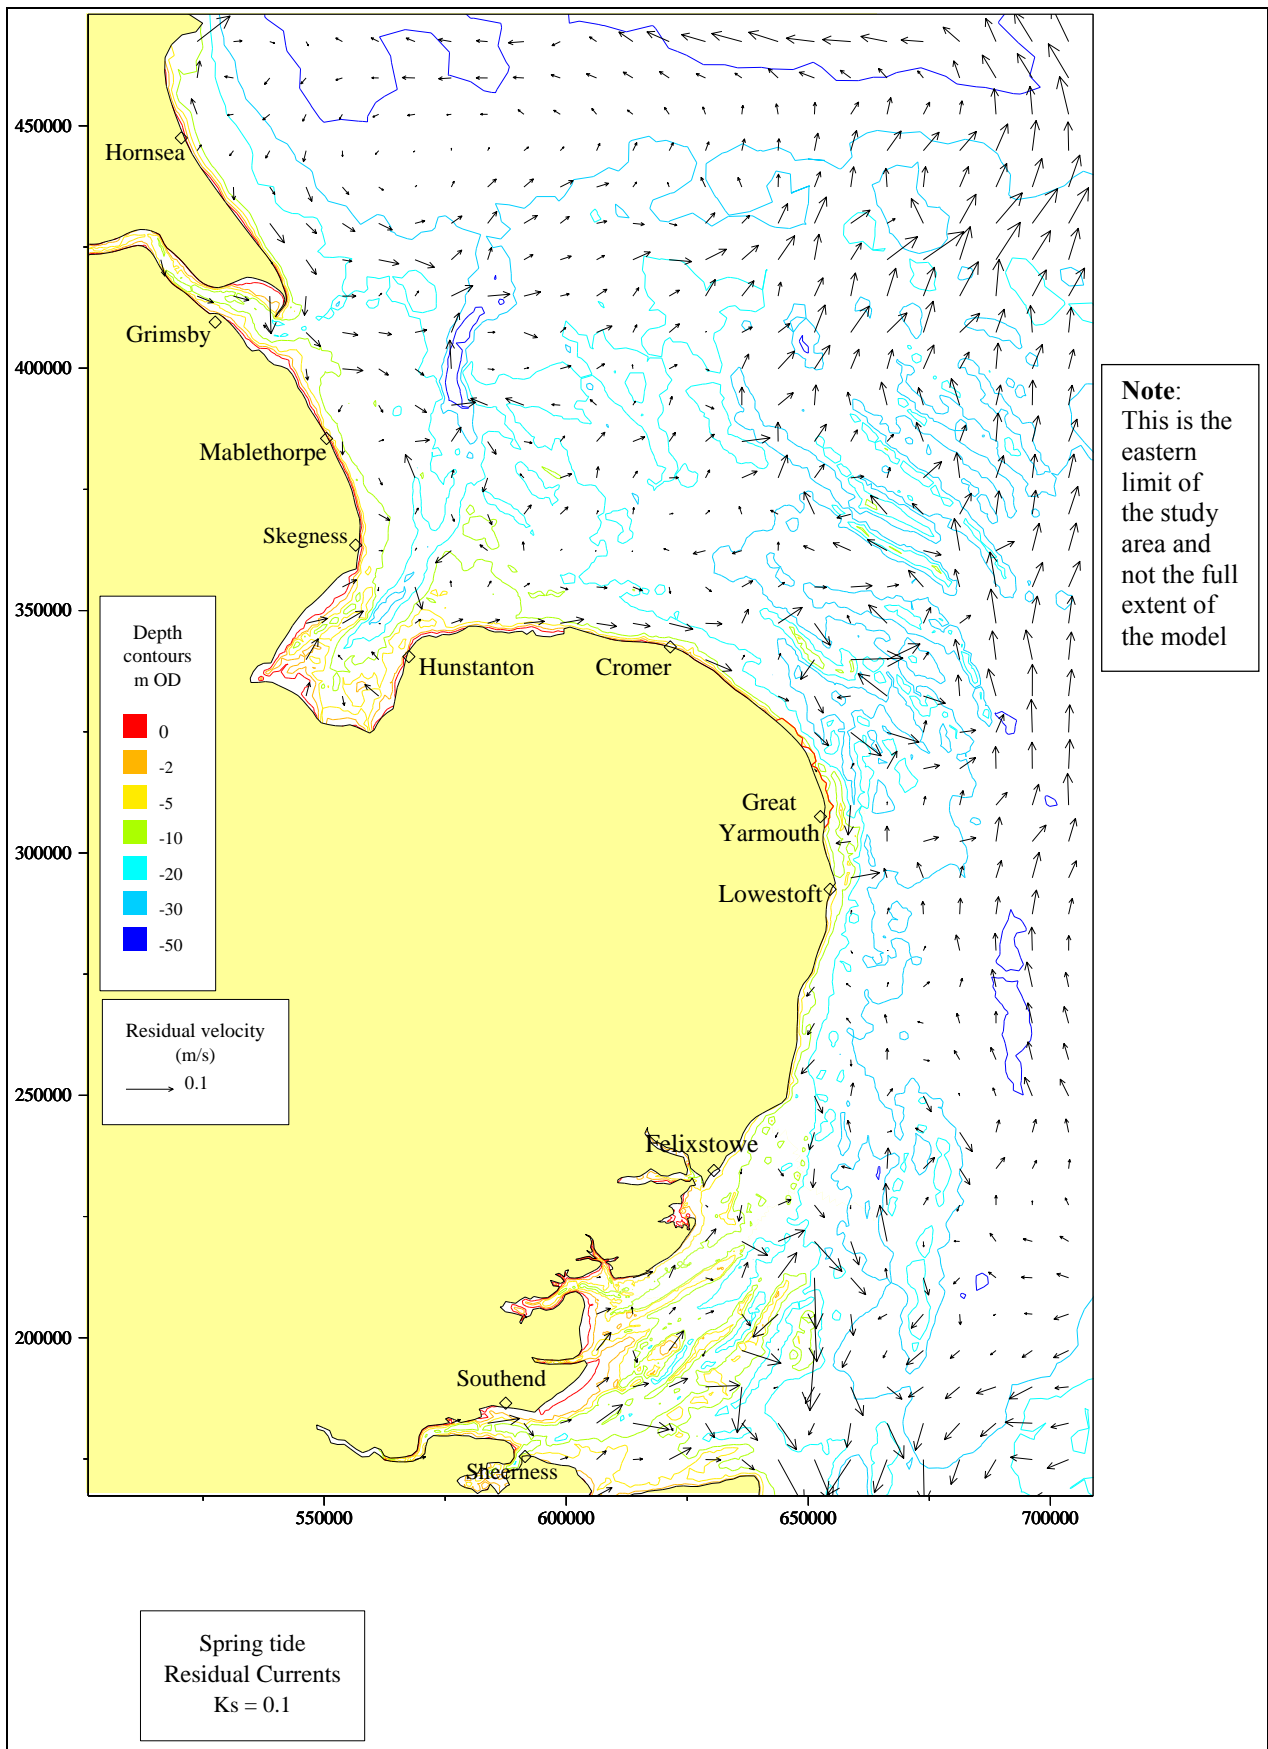 450000
400000
350000
300000
250000
200000
550000
600000
650000
700000
Hornsea
Grimsby
Mablethorpe
Skegness
Hunstanton
Cromer
Great
Yarmouth
Lowestoft
Felixstowe
Southend
Sheerness
Depth
contours
m OD
0
-2
-5
-10
-20
-30
-50
Residual velocity
(m/s)
0.1
Note:
This is the
eastern
limit of
the study
area and
not the full
extent of
the model
Spring tide
Residual Currents
Ks = 0.1